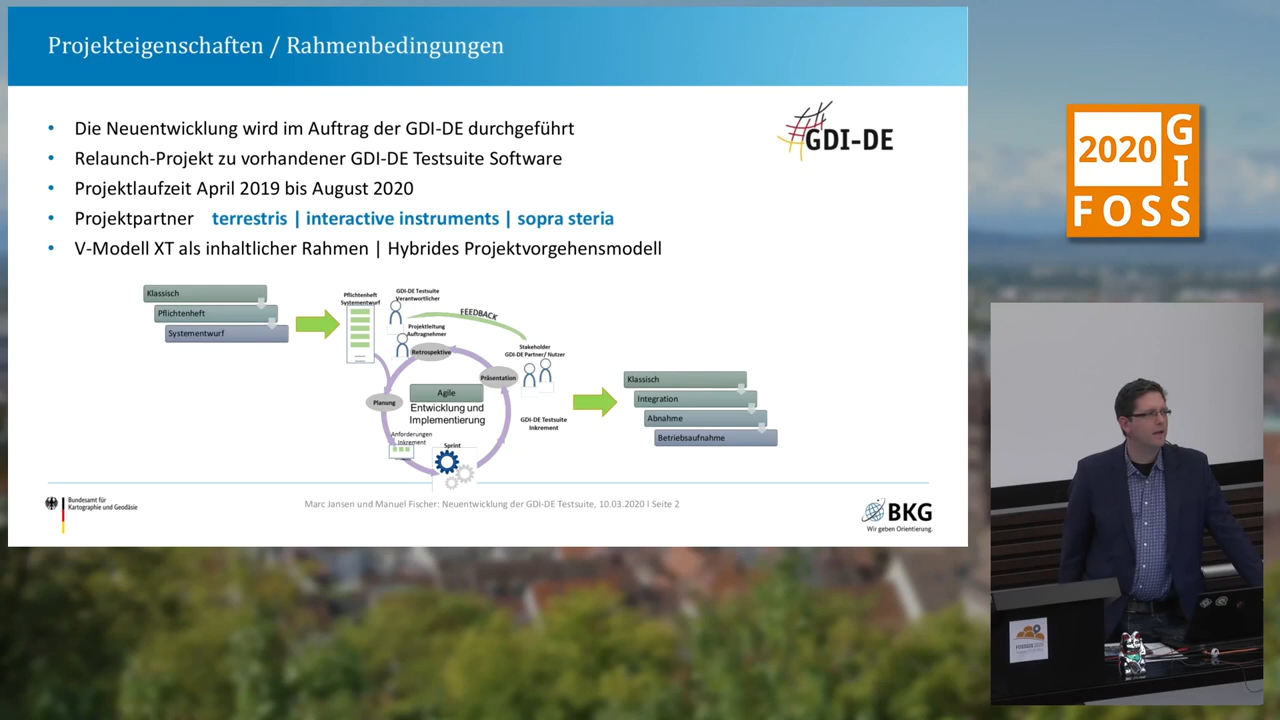 Projekteigenschaften / Rahmenbedingungen
• Die Neuentwicklung wird im Auftrag der GDI-DE durchgeführt
• Relaunch-Projekt zu vorhandener GDI-DE Testsuite Software
• Projektlaufzeit April 2019 bis August 2020
• Projektpartner terrestris | interactive instruments | sopra steria
• V-Modell XT als inhaltlicher Rahmen | Hybrides Projektvorgehensmodell
GDI-DE
Klassisch
Pflichtenheft
Systementwurf
Pflichtenheft
Systementwurf
GDI-DE Testsuite
Verantwortlicher
FEEDBACK
Projektleitung
Auftragnehmer
Retrospektive
Stakeholder
GDI-DE Partner/ Nutzer
Präsentation
Planung
Agile
Entwicklung und
Implementierung
GDI-DE Testsuite
Inkrement
Anforderungen
Inkrement
Sprint
Klassisch
Integration
Abnahme
Betriebsaufnahme
Bundesamt für
Kartographie und Geodäsie
Marc Jansen und Manuel Fischer: Neuentwicklung der GDI-DE Testsuite, 10.03.2020 | Seite 2
BKG
Wir geben Orientierung.
2020
GIS
FOSS
FOSSGIS 2020